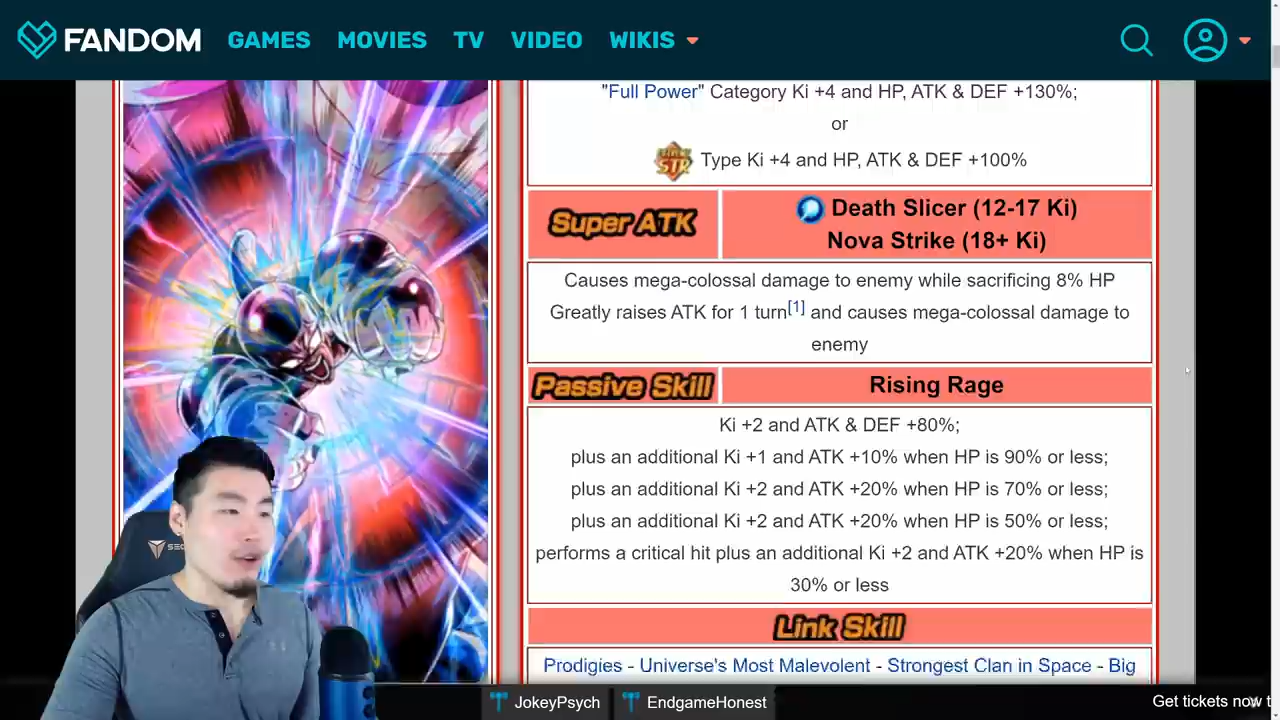 FANDOM GAMES MOVIES TV VIDEO WIKIS
"Full Power" Category Ki +4 and HP, ATK & DEF +130%;
or
STR Type Ki +4 and HP, ATK & DEF +100%
Super ATK
Death Slicer (12-17 Ki)
Nova Strike (18+ Ki)
Causes mega-colossal damage to enemy while sacrificing 8% HP
Greatly raises ATK for 1 turn[1] and causes mega-colossal damage to
enemy
Passive Skill
Rising Rage
Ki +2 and ATK & DEF +80%;
plus an additional Ki +1 and ATK +10% when HP is 90% or less;
plus an additional Ki +2 and ATK +20% when HP is 70% or less;
plus an additional Ki +2 and ATK +20% when HP is 50% or less;
performs a critical hit plus an additional Ki +2 and ATK +20% when HP is
30% or less
Link Skill
Prodigies - Universe's Most Malevolent - Strongest Clan in Space - Big
JokeyPsych EndgameHonest
Get tickets now t